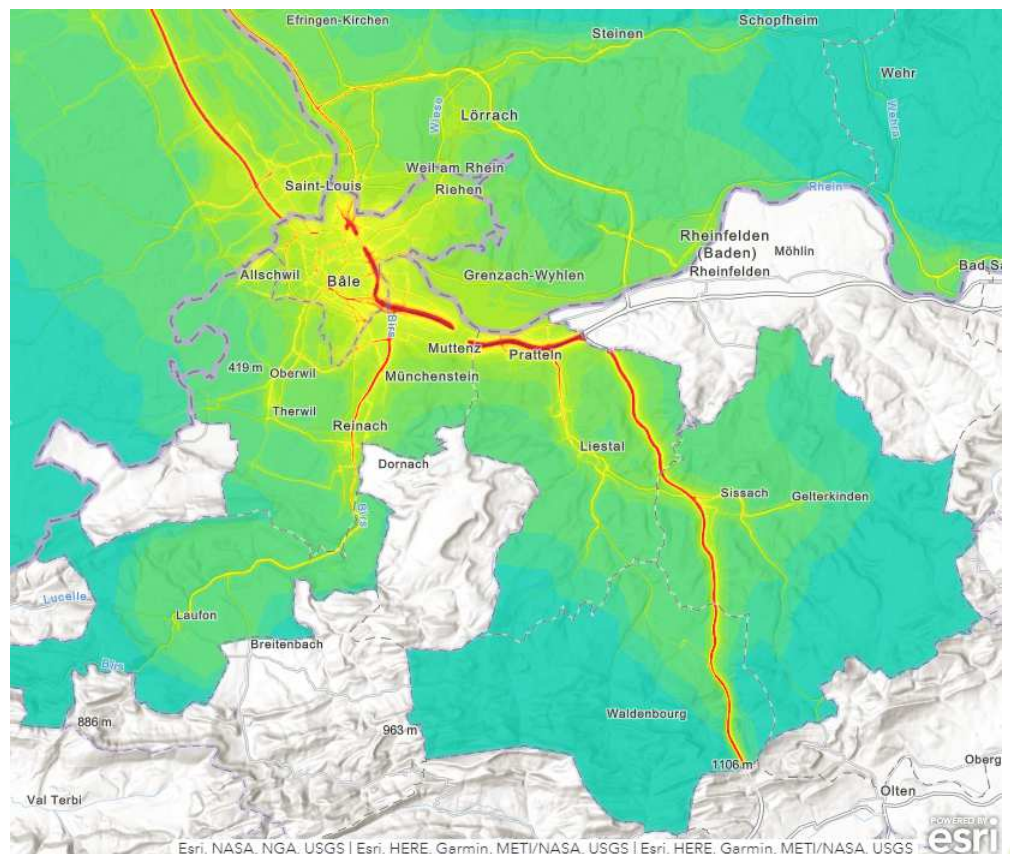 Efringen-Kirchen
Schopfheim
Steinen
Wehr
Wehra
Wiese
Lörrach
Weil am Rhein
Saint-Louis
Riehen
Rhein
Rheinfelden
(Baden)
Möhlin
Rheinfelden
Bad Sa
Allschwil
Grenzach-Wyhlen
Bâle
Birs
Muttenz
Pratteln
419 m
Oberwil
Münchenstein
Therwil
Reinach
Liestal
Dornach
Sissach
Gelterkinden
Birs
Lucelle
Laufon
Breitenbach
Birs
Waldenbourg
886 m
963 m
1106 m
Oberg
Val Terbi
Olten
POWERED BY
esri
Esri, NASA, NGA, USGS | Esri, HERE, Garmin, METI/NASA, USGS | Esri, HERE, Garmin, METI/NASA, USGS